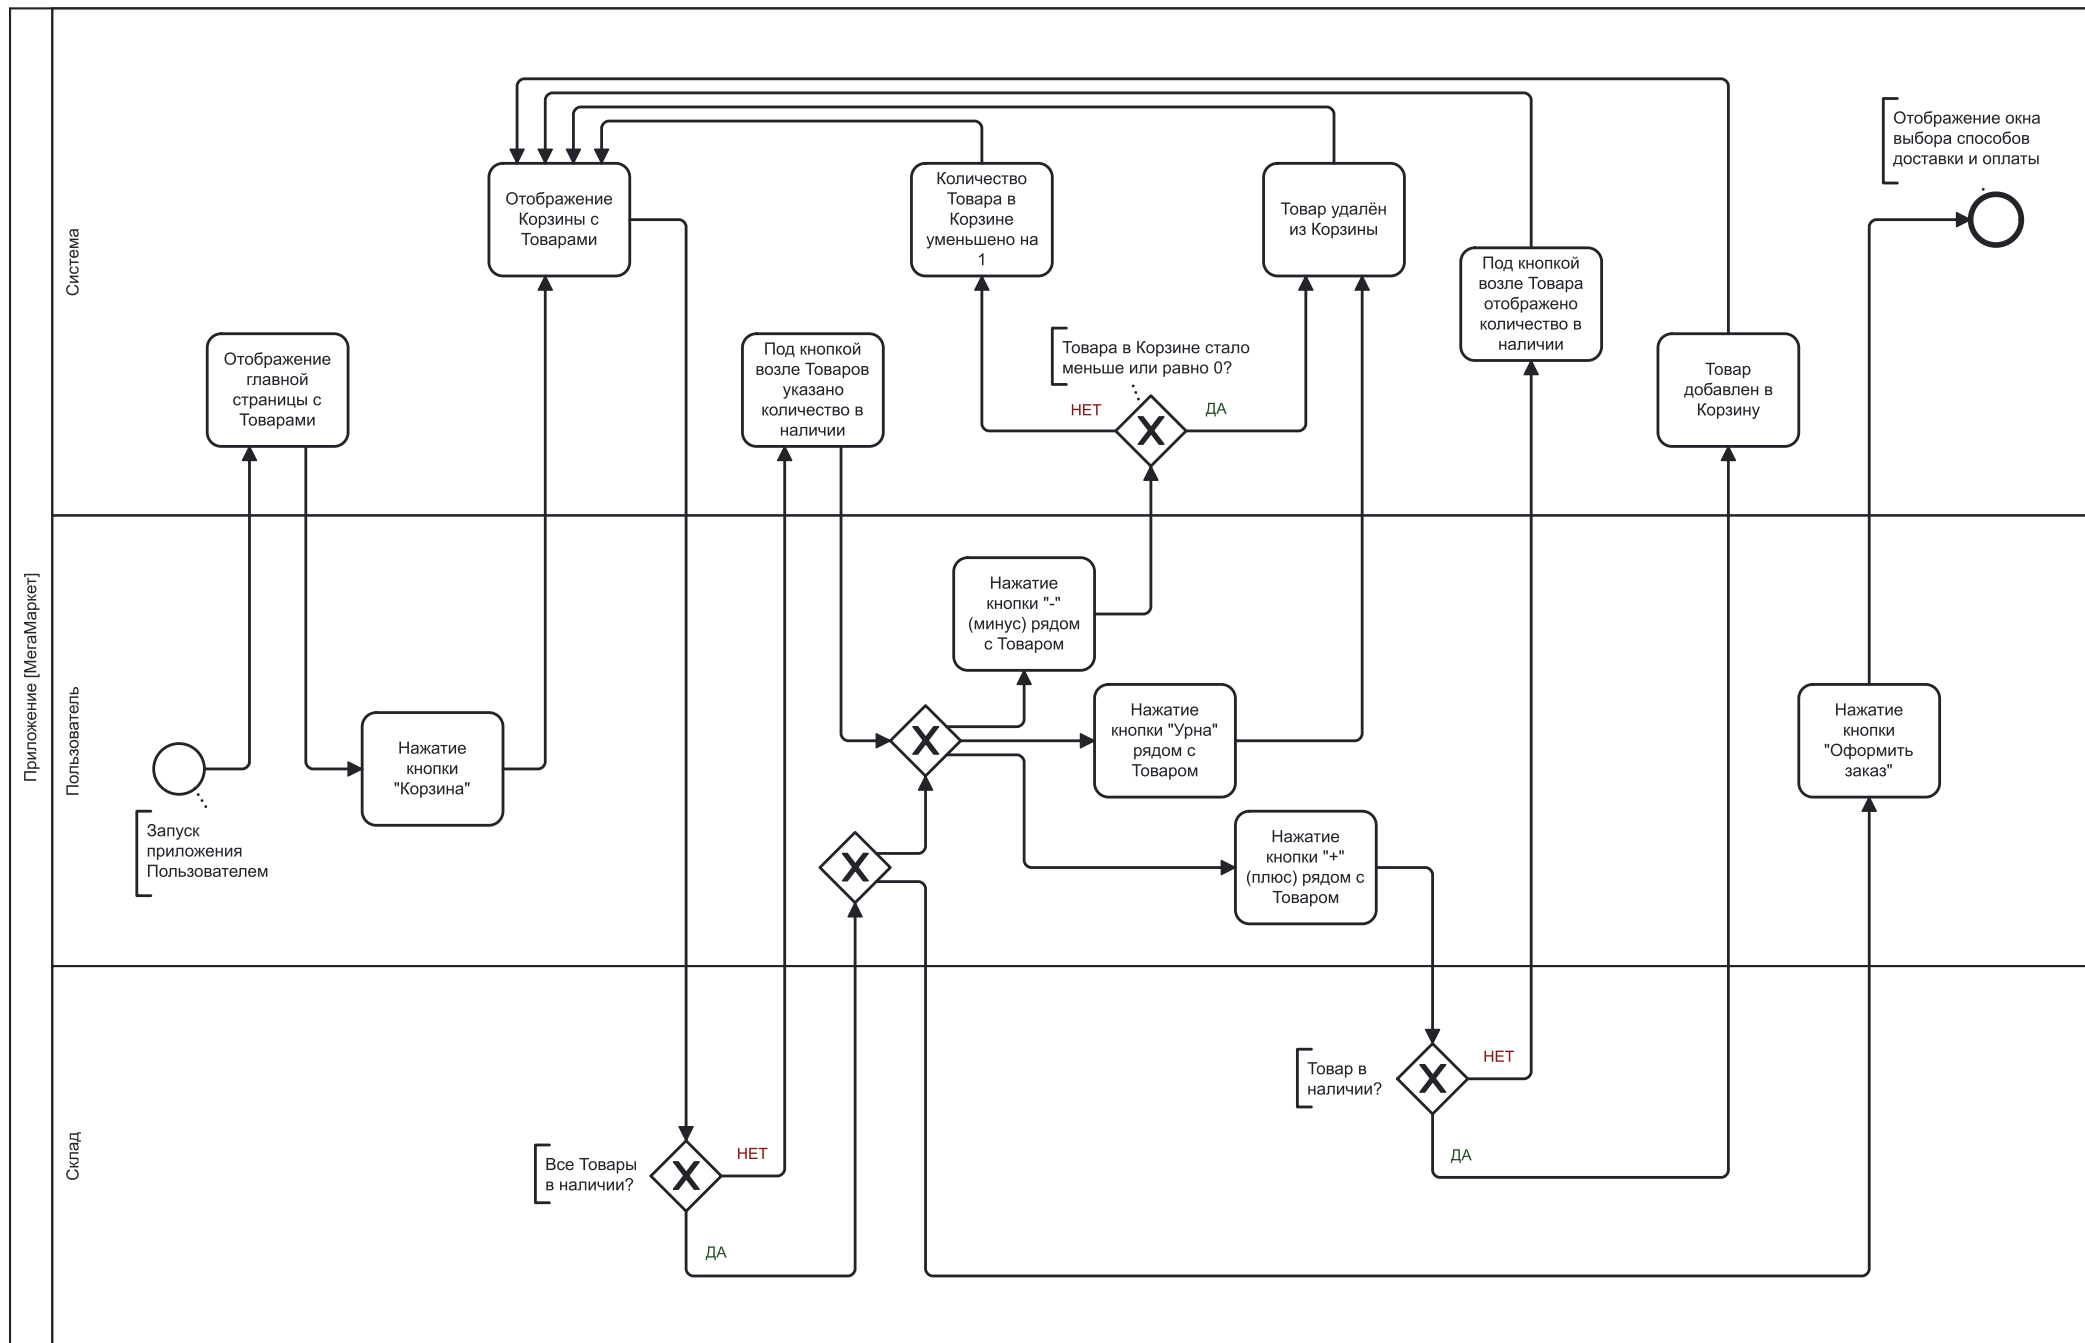 Приложение [МегаМаркет]
Система
Отображение окна
выбора способов
доставки и оплаты
Отображение
Корзины с
Товарами
Количество
Товара в
Корзине
уменьшено на
1
Товар удалён
из Корзины
Под кнопкой
возле Товара
отображено
количество в
наличии
Отображение
главной
страницы с
Товарами
Под кнопкой
возле Товаров
указано
количество в
наличии
Товара в Корзине стало
меньше или равно 0?
НЕТ
ДА
X
Товар
добавлен в
Корзину
Пользователь
Нажатие
кнопки "-"
(минус) рядом
с Товаром
Нажатие
кнопки
"Корзина"
X
Нажатие
кнопки "Урна"
рядом с
Товаром
Нажатие
кнопки
"Оформить
заказ"
Запуск
приложения
Пользователем
X
Нажатие
кнопки "+"
(плюс) рядом с
Товаром
Склад
Товар в
наличии?
X
НЕТ
ДА
Все Товары
в наличии?
X
НЕТ
ДА